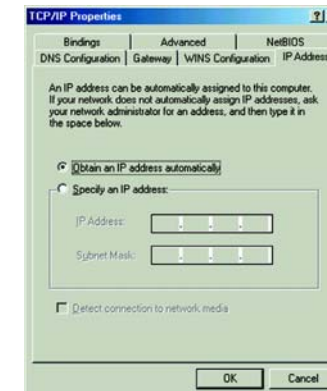 TCP/IP Properties
Bindings Advanced NetBIOS
DNS Configuration Gateway WINS Configuration IP Address
An IP address can be automatically assigned to this computer.
If your network does not automatically assign IP addresses, ask
your network administrator for an address, and then type it in
the space below.
Obtain an IP address automatically
Specify an IP address:
IP Address:
Subnet Mask:
Detect connection to network media
OK Cancel